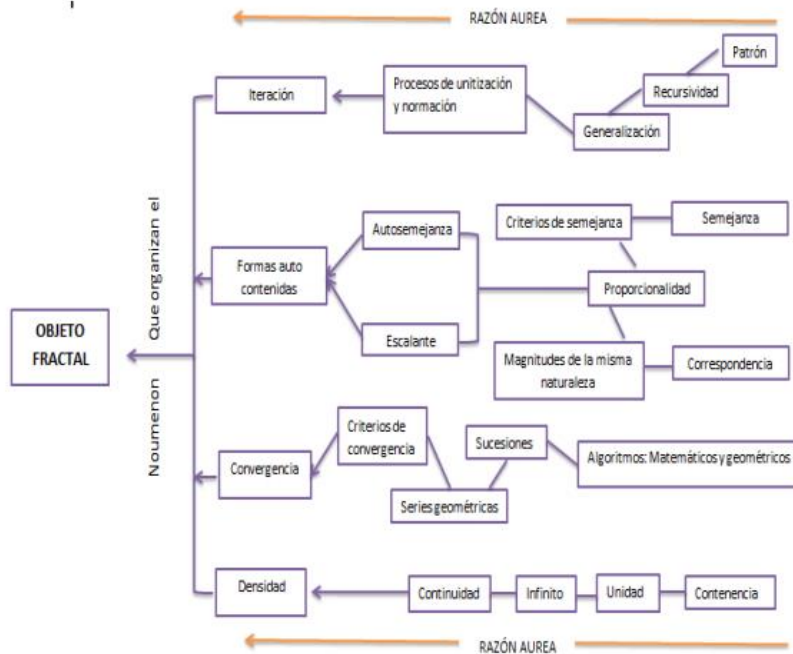 RAZÓN AUREA
Patrón
Recursividad
Generalización
Procesos de unitización
y normación
Iteración
Que organizan el
Noumenon
OBJETO
FRACTAL
Formas auto
contenidas
Autosemejanza
Escalante
Criterios de semejanza
Semejanza
Proporcionalidad
Magnitudes de la misma
naturaleza
Correspondencia
Convergencia
Criterios de
convergencia
Series geométricas
Sucesiones
Algoritmos: Matemáticos y geométricos
Densidad
Continuidad
Infinito
Unidad
Contenencia
RAZÓN AUREA